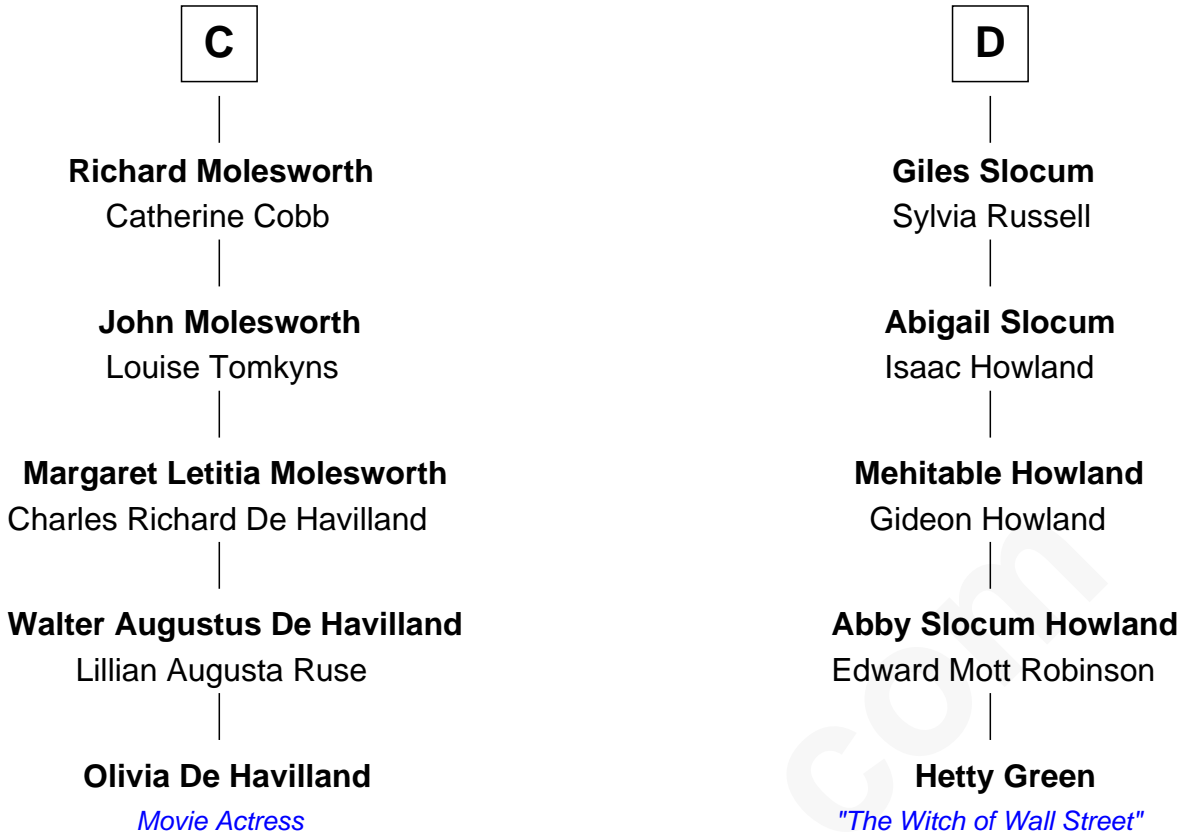 C
Richard Molesworth
Catherine Cobb
John Molesworth
Louise Tomkyns
Margaret Letitia Molesworth
Charles Richard De Havilland
Walter Augustus De Havilland
Lillian Augusta Ruse
Olivia De Havilland
Movie Actress
D
Giles Slocum
Sylvia Russell
Abigail Slocum
Isaac Howland
Mehitable Howland
Gideon Howland
Abby Slocum Howland
Edward Mott Robinson
Hetty Green
"The Witch of Wall Street"
com